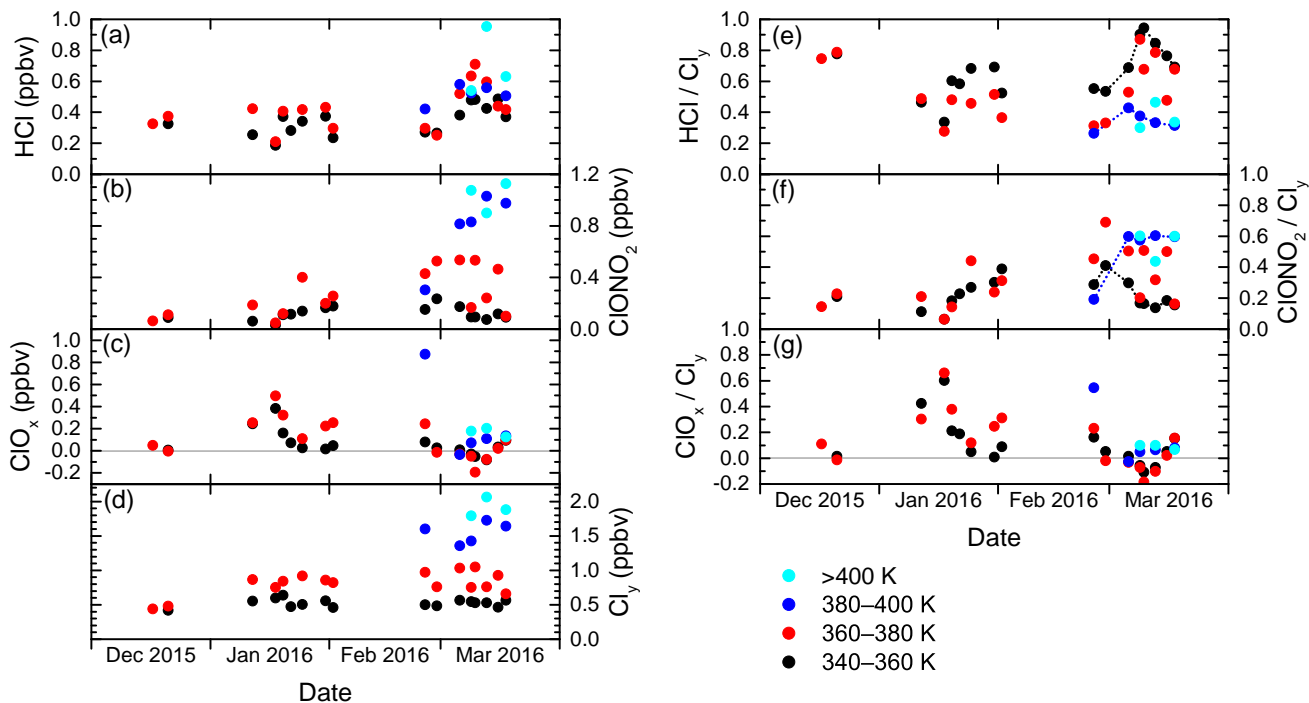 (a)
HCl (ppbv)
1.0
0.8
0.6
0.4
0.2
0.0
(b)
ClONO2 (ppbv)
1.2
0.8
0.4
0.0
(c)
ClOx (ppbv)
1.0
0.8
0.6
0.4
0.2
0.0
-0.2
(d)
Cly (ppbv)
2.0
1.5
1.0
0.5
0.0
Dec 2015 Jan 2016 Feb 2016 Mar 2016
Date
(e)
HCl / Cly
1.0
0.8
0.6
0.4
0.2
0.0
(f)
ClONO2 / Cly
0.8
0.6
0.4
0.2
0.0
(g)
ClOx / Cly
1.0
0.8
0.6
0.4
0.2
0.0
-0.2
Dec 2015 Jan 2016 Feb 2016 Mar 2016
Date
>400 K
380–400 K
360–380 K
340–360 K